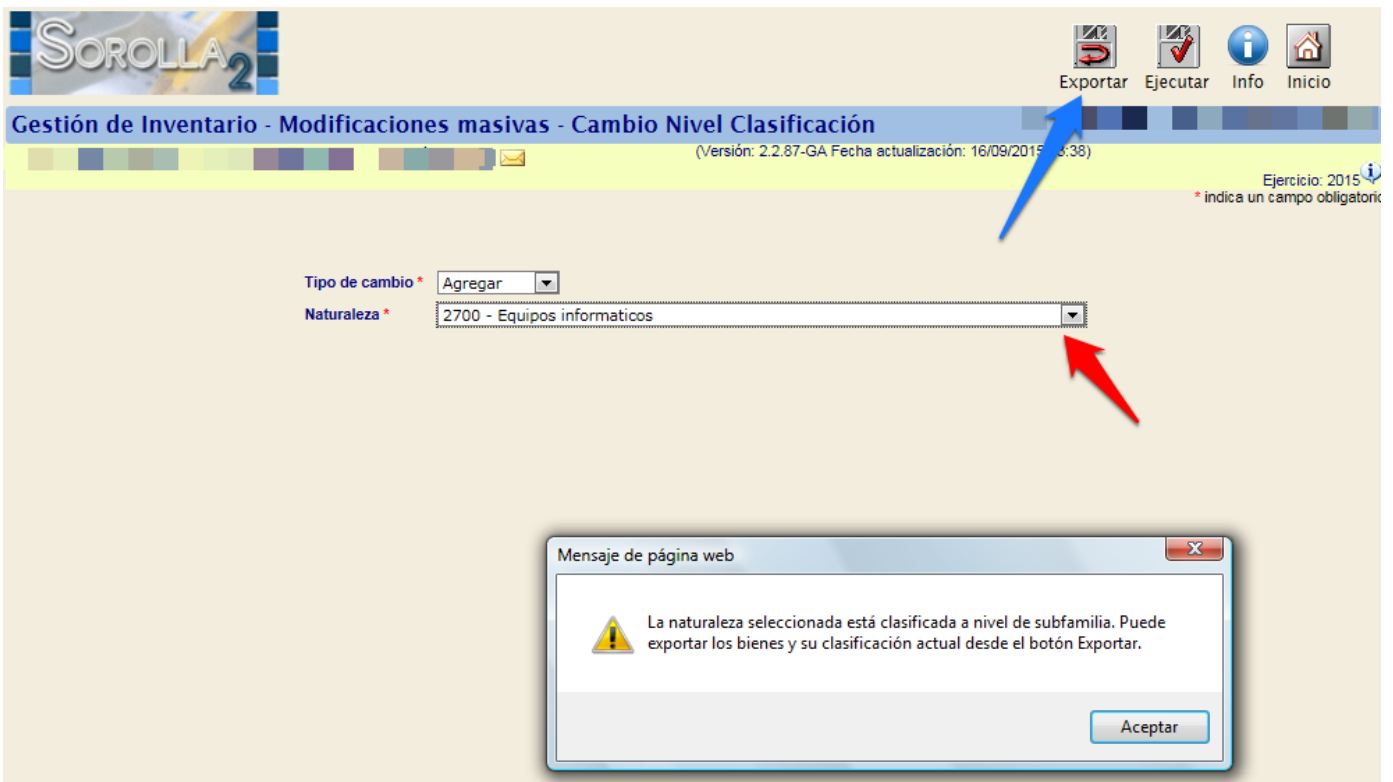 SOROLLA2
Exportar Ejecutar Info Inicio
Gestión de Inventario - Modificaciones masivas - Cambio Nivel Clasificación
(Versión: 2.2.87-GA Fecha actualización: 16/09/2015 :38)
Ejercicio: 2015
* indica un campo obligatorio
Tipo de cambio * Agregar
Naturaleza * 2700 - Equipos informaticos
Mensaje de página web
La naturaleza seleccionada está clasificada a nivel de subfamilia. Puede
exportar los bienes y su clasificación actual desde el botón Exportar.
Aceptar